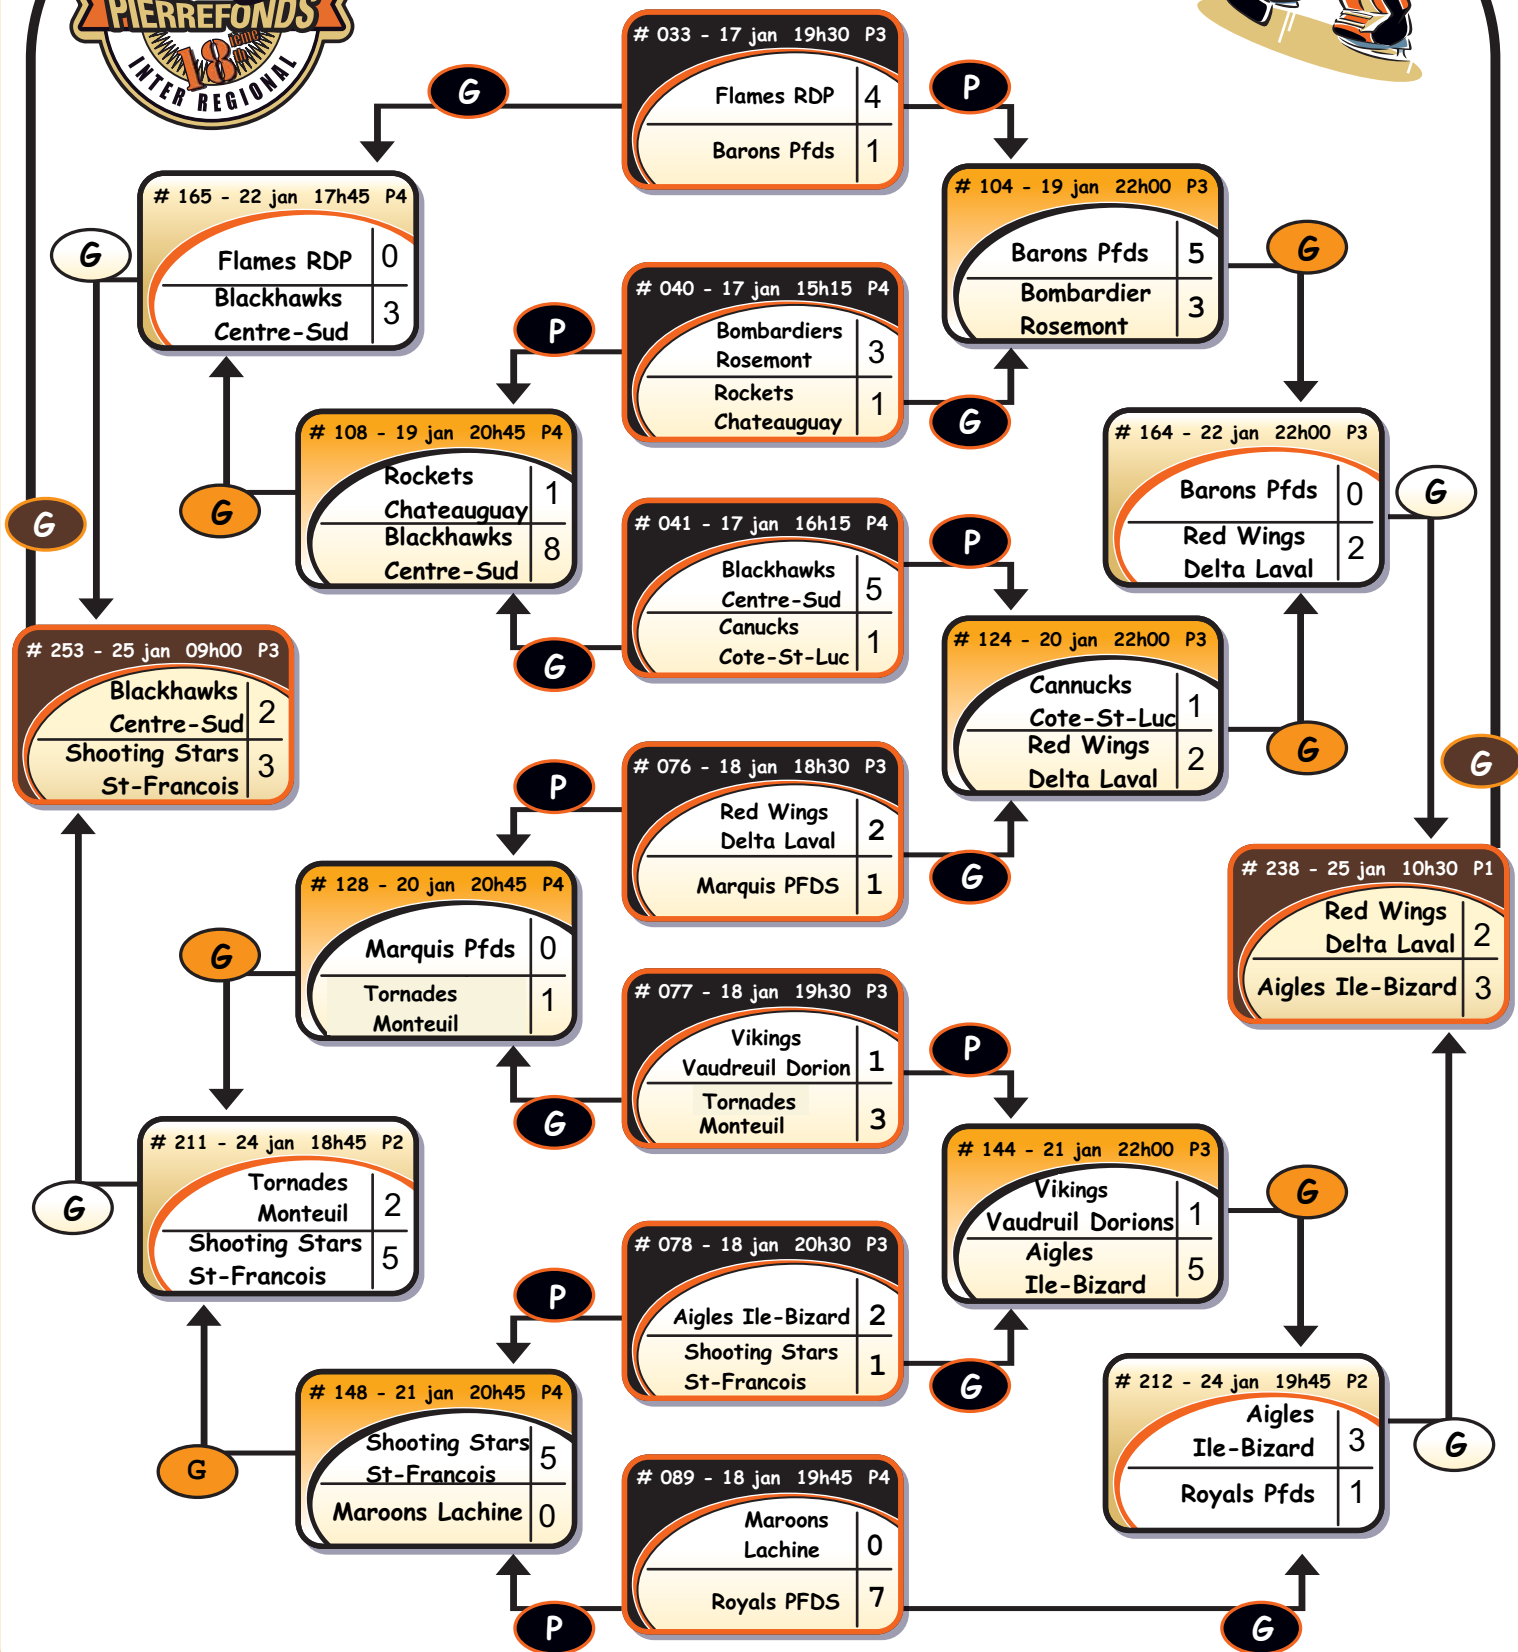 PIERREFONDS
18ieme
INTER REGIONAL
# 033 - 17 jan 19h30 P3
Flames RDP 4
Barons Pfds 1
G
P
# 165 - 22 jan 17h45 P4
Flames RDP 0
Blackhawks
Centre-Sud 3
G
# 104 - 19 jan 22h00 P3
Barons Pfds 5
Bombardier
Rosemont 3
G
# 040 - 17 jan 15h15 P4
Bombardiers
Rosemont 3
Rockets
Chateauguay 1
P
G
# 108 - 19 jan 20h45 P4
Rockets
Chateauguay 1
Blackhawks
Centre-Sud 8
G
G
# 164 - 22 jan 22h00 P3
Barons Pfds 0
Red Wings
Delta Laval 2
G
# 041 - 17 jan 16h15 P4
Blackhawks
Centre-Sud 5
Canucks
Cote-St-Luc 1
P
G
# 253 - 25 jan 09h00 P3
Blackhawks
Centre-Sud 2
Shooting Stars
St-Francois 3
# 124 - 20 jan 22h00 P3
Cannucks
Cote-St-Luc 1
Red Wings
Delta Laval 2
G
G
# 076 - 18 jan 18h30 P3
Red Wings
Delta Laval 2
Marquis PFDS 1
P
G
# 128 - 20 jan 20h45 P4
Marquis Pfds 0
Tornades
Monteuil 1
G
# 238 - 25 jan 10h30 P1
Red Wings
Delta Laval 2
Aigles Ile-Bizard 3
# 077 - 18 jan 19h30 P3
Vikings
Vaudreuil Dorion 1
Tornades
Monteuil 3
P
G
# 211 - 24 jan 18h45 P2
Tornades
Monteuil 2
Shooting Stars
St-Francois 5
G
# 144 - 21 jan 22h00 P3
Vikings
Vaudruil Dorions 1
Aigles
Ile-Bizard 5
G
# 078 - 18 jan 20h30 P3
Aigles Ile-Bizard 2
Shooting Stars
St-Francois 1
P
G
# 148 - 21 jan 20h45 P4
Shooting Stars
St-Francois 5
Maroons Lachine 0
G
# 212 - 24 jan 19h45 P2
Aigles
Ile-Bizard 3
Royals Pfds 1
G
# 089 - 18 jan 19h45 P4
Maroons
Lachine 0
Royals PFDS 7
P
G